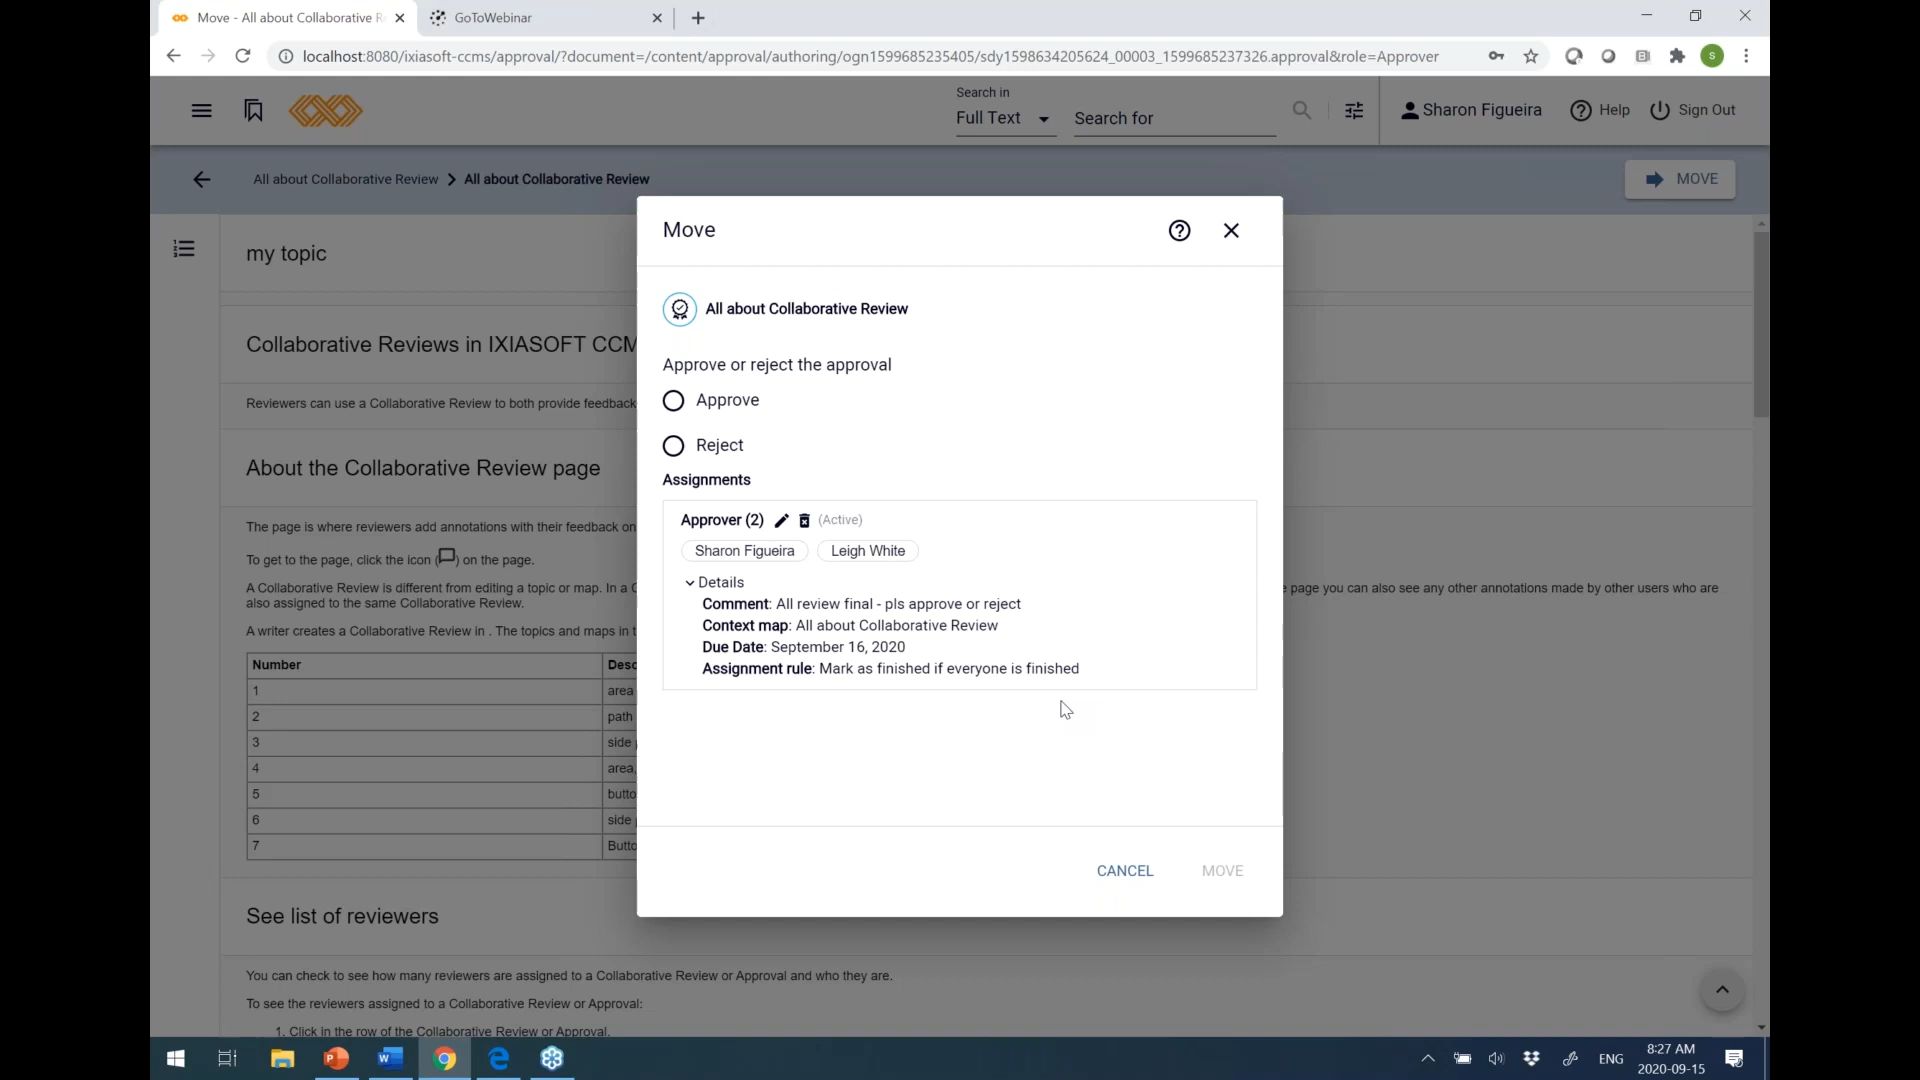 Move - All about Collaborative R
GoToWebinar
localhost:8080/ixiasoft-ccms/approval/?document=/content/approval/authoring/ogn1599685235405/sdy1598634205624_00003_1599685237326.approval&role=Approver
S
Search in
Full Text
Search for
Sharon Figueira
Help
Sign Out
All about Collaborative Review
All about Collaborative Review
MOVE
my topic
Collaborative Reviews in IXIASOFT CCM
Reviewers can use a Collaborative Review to both provide feedback
About the Collaborative Review page
The page is where reviewers add annotations with their feedback on
To get to the page, click the icon ( ) on the page.
A Collaborative Review is different from editing a topic or map. In a C
page you can also see any other annotations made by other users who are
also assigned to the same Collaborative Review.
A writer creates a Collaborative Review in . The topics and maps in t
Number Desc
1 area
2 path
3 side
4 area,
5 butto
6 side
7 Butto
See list of reviewers
You can check to see how many reviewers are assigned to a Collaborative Review or Approval and who they are.
To see the reviewers assigned to a Collaborative Review or Approval:
1. Click in the row of the Collaborative Review or Approval.
Move
All about Collaborative Review
Approve or reject the approval
Approve
Reject
Assignments
Approver (2) (Active)
Sharon Figueira Leigh White
Details
Comment: All review final - pls approve or reject
Context map: All about Collaborative Review
Due Date: September 16, 2020
Assignment rule: Mark as finished if everyone is finished
CANCEL MOVE
ENG
8:27 AM
2020-09-15